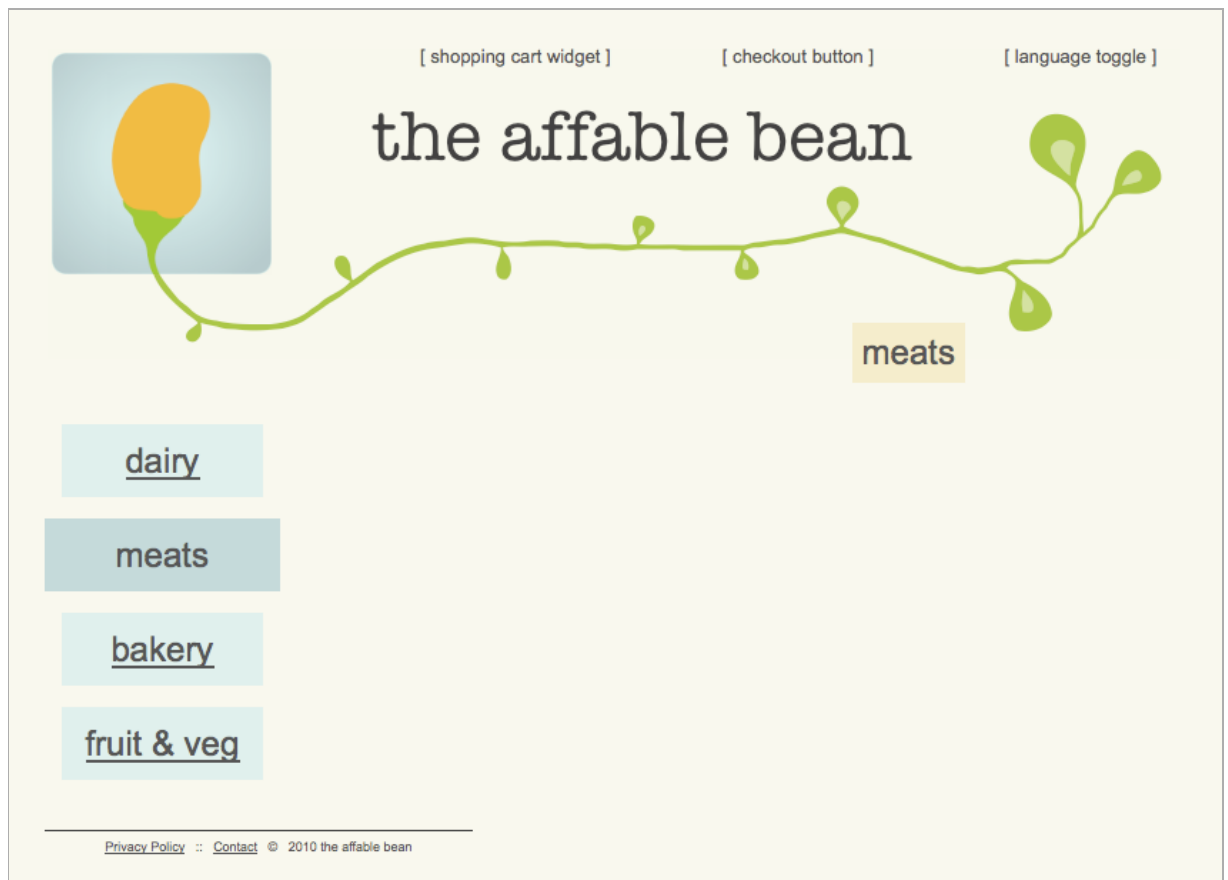 [ shopping cart widget ] [ checkout button ] [ language toggle ]
the affable bean
meats
dairy
meats
bakery
fruit & veg
Privacy Policy :: Contact © 2010 the affable bean